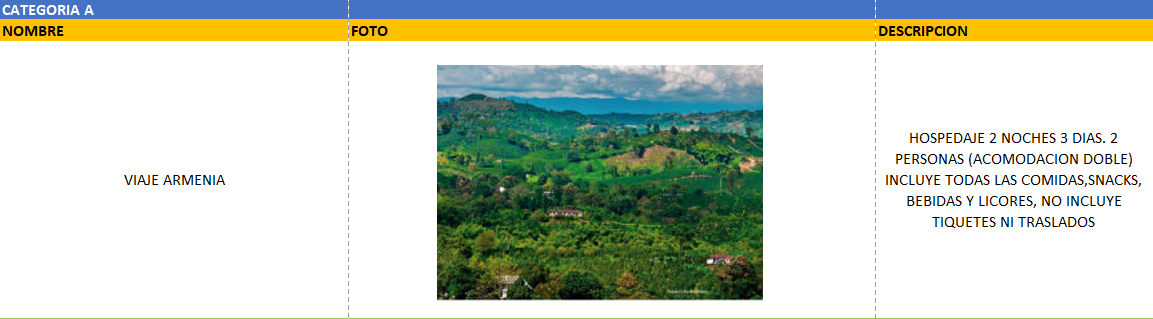 CATEGORIA A
NOMBRE FOTO DESCRIPCION
VIAJE ARMENIA
HOSPEDAJE 2 NOCHES 3 DIAS. 2
PERSONAS (ACOMODACION DOBLE)
INCLUYE TODAS LAS COMIDAS,SNACKS,
BEBIDAS Y LICORES, NO INCLUYE
TIQUETES NI TRASLADOS